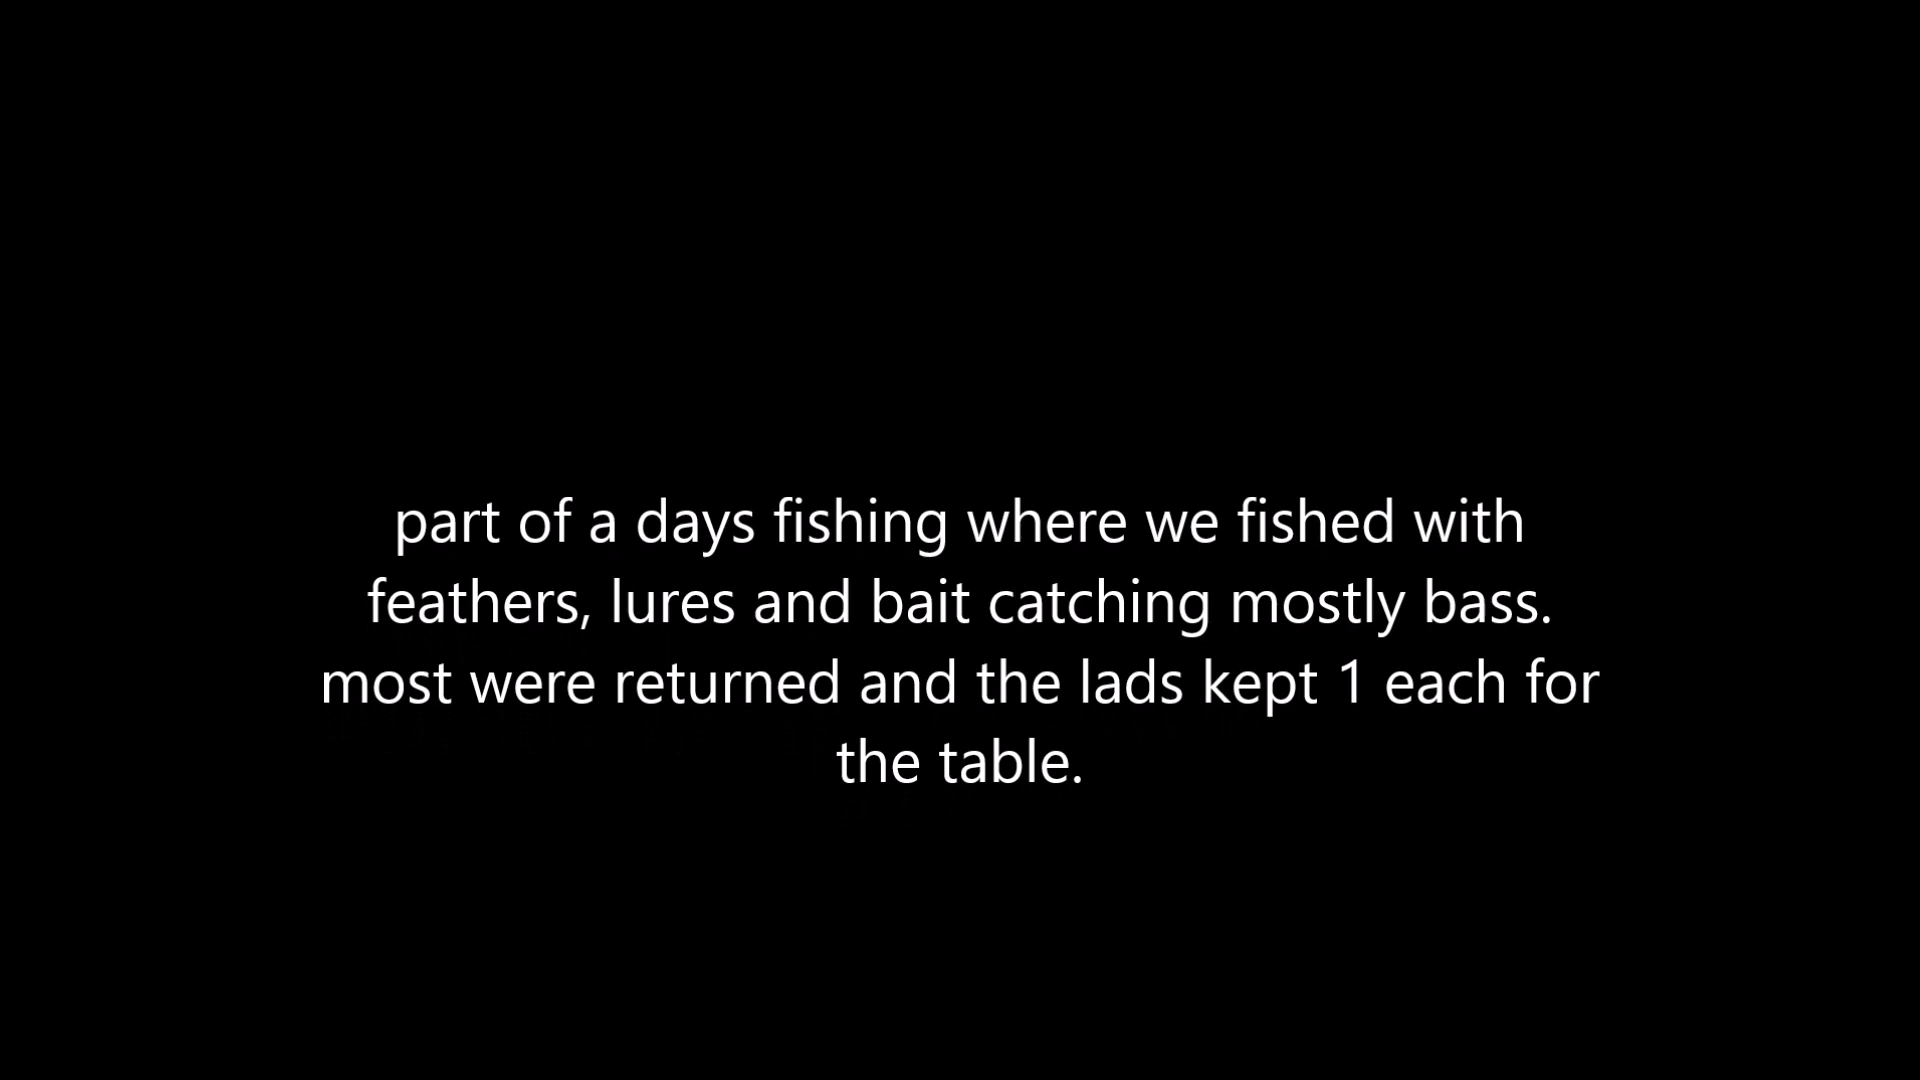 part of a days fishing where we fished with
feathers, lures and bait catching mostly bass.
most were returned and the lads kept 1 each for
the table.